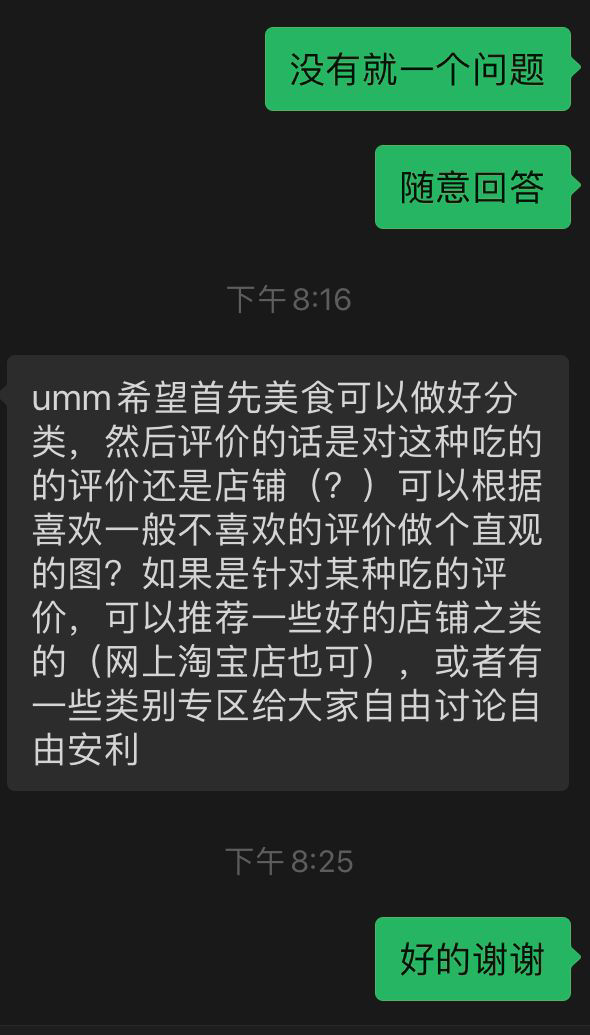 没有就一个问题
随意回答
下午8:16
umm希望首先美食可以做好分
类，然后评价的话是对这种吃的
的评价还是店铺（？）可以根据
喜欢一般不喜欢的评价做个直观
的图？如果是针对某种吃的评
价，可以推荐一些好的店铺之类
的（网上淘宝店也可），或者有
一些类别专区给大家自由讨论自
由安利
下午8:25
好的谢谢